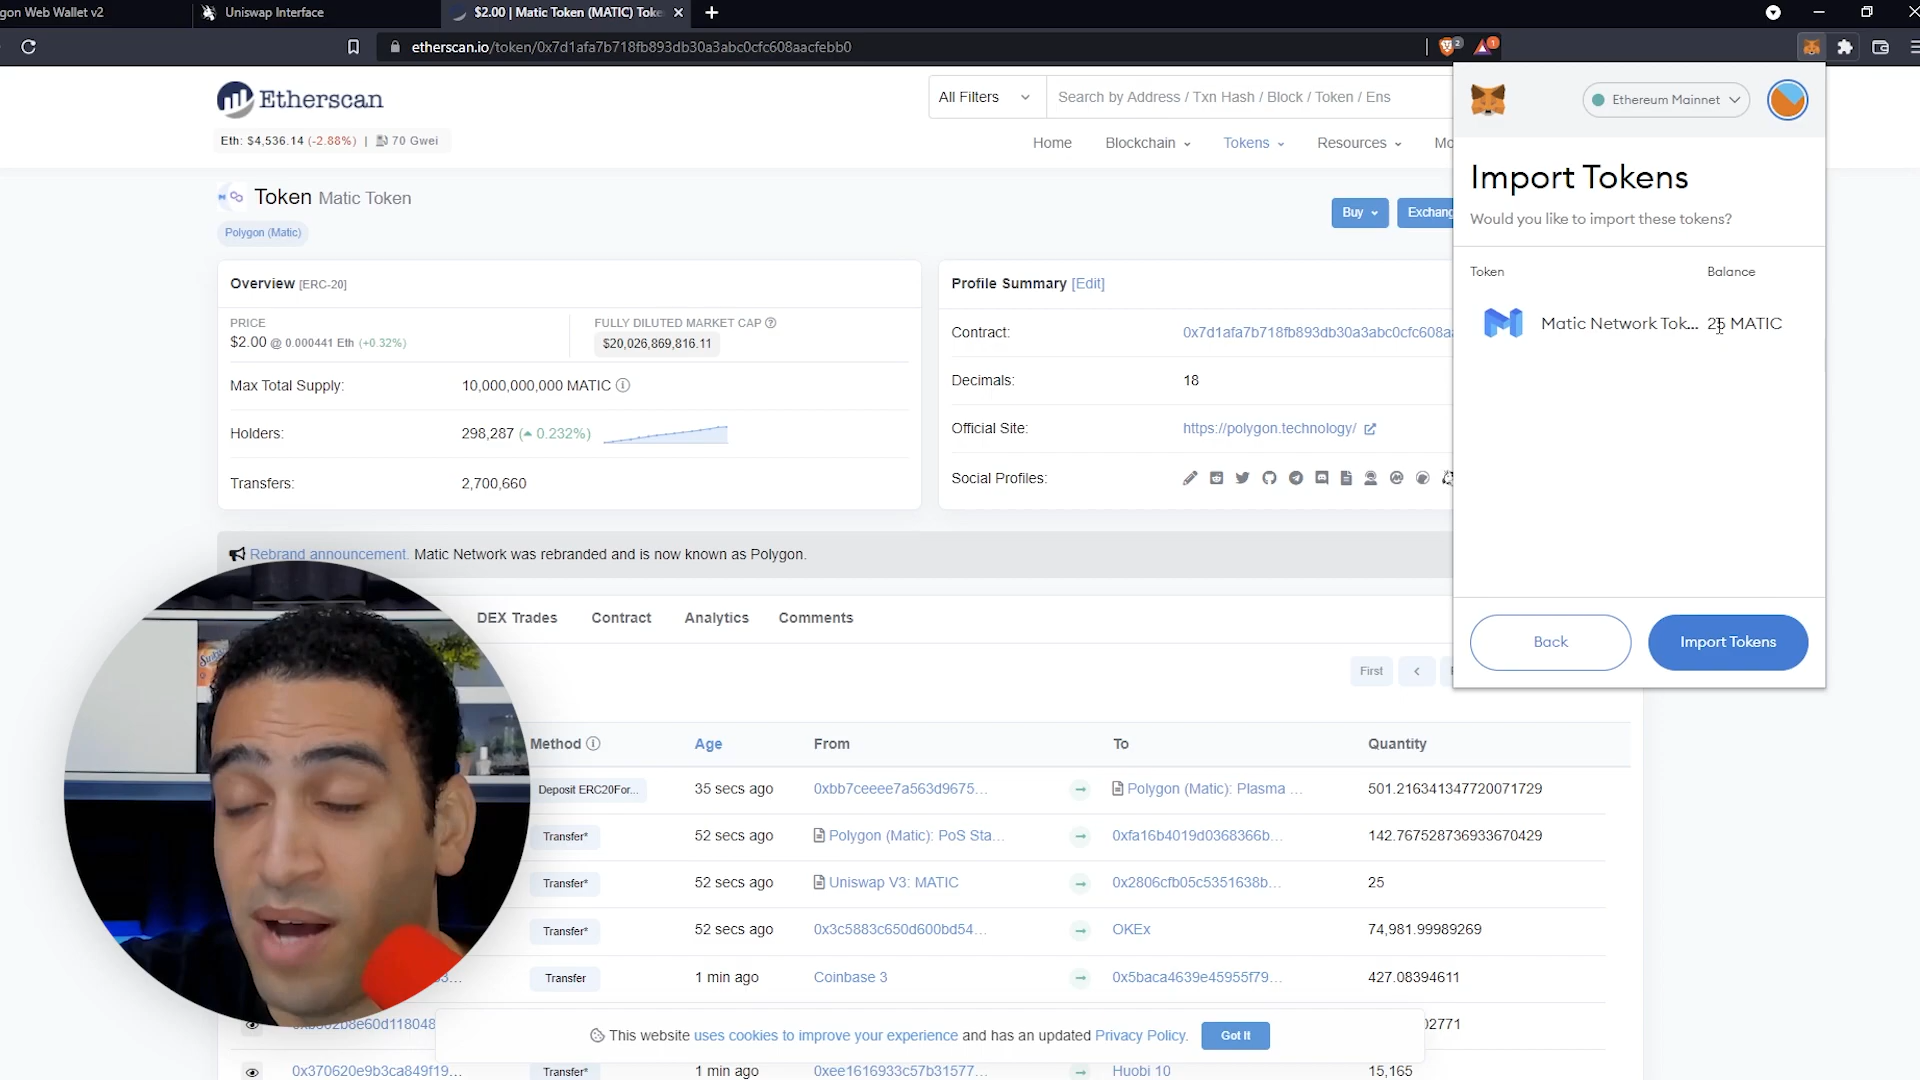 gon Web Wallet v2
Uniswap Interface
$2.00 | Matic Token (MATIC) Toke
etherscan.io/token/0x7d1afa7b718fb893db30a3abc0cfc608aacfebb0
2
1
Etherscan
All Filters
Search by Address / Txn Hash / Block / Token / Ens
Eth: $4,536.14 (-2.88%) | 70 Gwei
Home
Blockchain
Tokens
Resources
Mo
Token Matic Token
Polygon (Matic)
Buy
Exchang
Overview [ERC-20]
PRICE
$2.00 @ 0.000441 Eth (+0.32%)
FULLY DILUTED MARKET CAP
$20,026,869,816.11
Max Total Supply:
10,000,000,000 MATIC
Holders:
298,287 (0.232%)
Transfers:
2,700,660
Profile Summary [Edit]
Contract:
0x7d1afa7b718fb893db30a3abc0cfc608a
Decimals:
18
Official Site:
https://polygon.technology/
Social Profiles:
Rebrand announcement. Matic Network was rebranded and is now known as Polygon.
DEX Trades
Contract
Analytics
Comments
First
Method
Age
From
To
Quantity
Deposit ERC20For...
35 secs ago
0xbb7ceeee7a563d9675...
Polygon (Matic): Plasma ...
501.216341347720071729
Transfer*
52 secs ago
Polygon (Matic): PoS Sta...
0xfa16b4019d0368366b...
142.767528736933670429
Transfer*
52 secs ago
Uniswap V3: MATIC
0x2806cfb05c5351638b...
25
Transfer*
52 secs ago
0x3c5883c650d600bd54...
OKEx
74,981.99989269
Transfer
1 min ago
Coinbase 3
0x5baca4639e45955f79...
427.08394611
This website uses cookies to improve your experience and has an updated Privacy Policy.
Got It
02771
0x370620e9b3ca849f19...
Transfer*
1 min ago
0xee1616933c57b31577...
Huobi 10
15,165
Ethereum Mainnet
Import Tokens
Would you like to import these tokens?
Token
Balance
Matic Network Tok...
25 MATIC
Back
Import Tokens